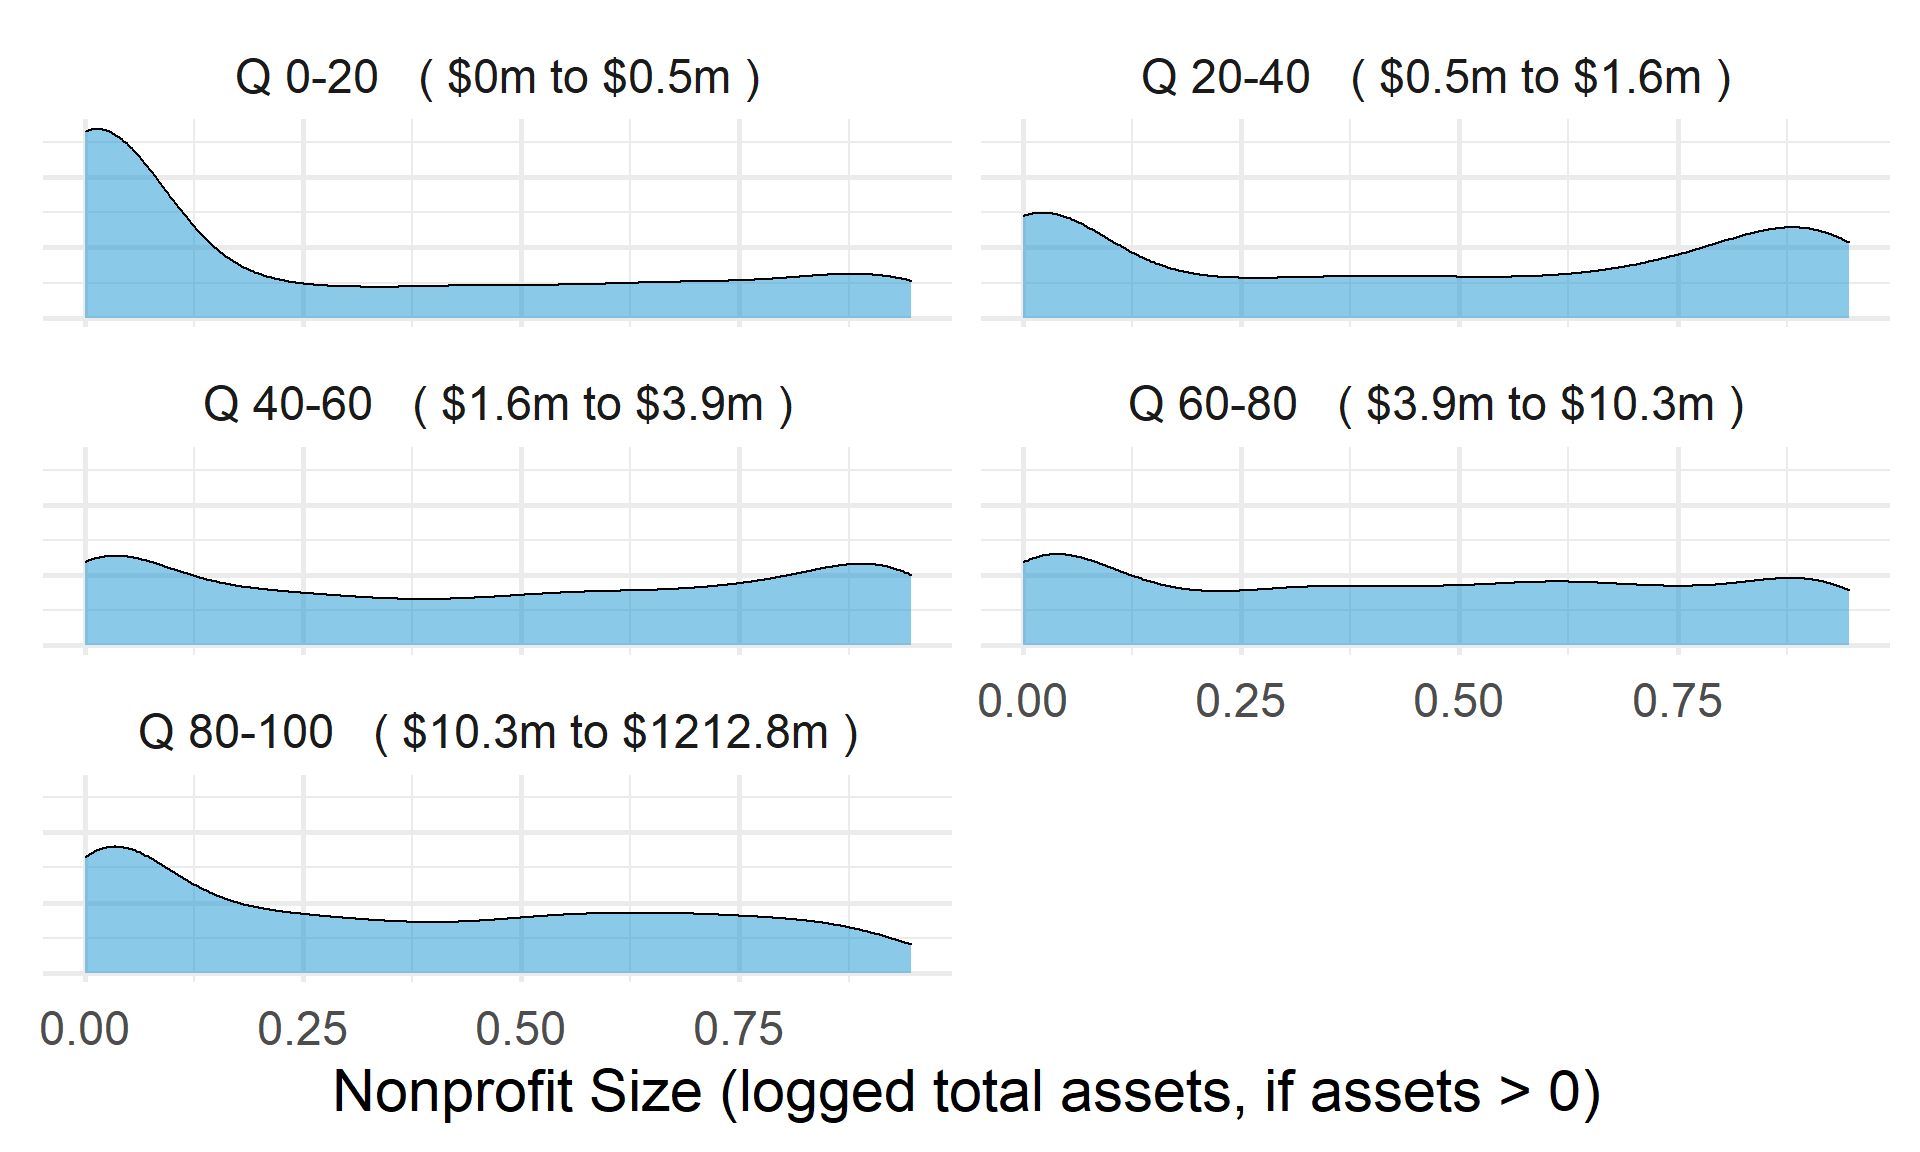 Q 0-20 ( $0m to $0.5m )
Q 20-40 ( $0.5m to $1.6m )
Q 40-60 ( $1.6m to $3.9m )
Q 60-80 ( $3.9m to $10.3m )
0.00 0.25 0.50 0.75
Q 80-100 ( $10.3m to $1212.8m )
0.00 0.25 0.50 0.75
Nonprofit Size (logged total assets, if assets > 0)